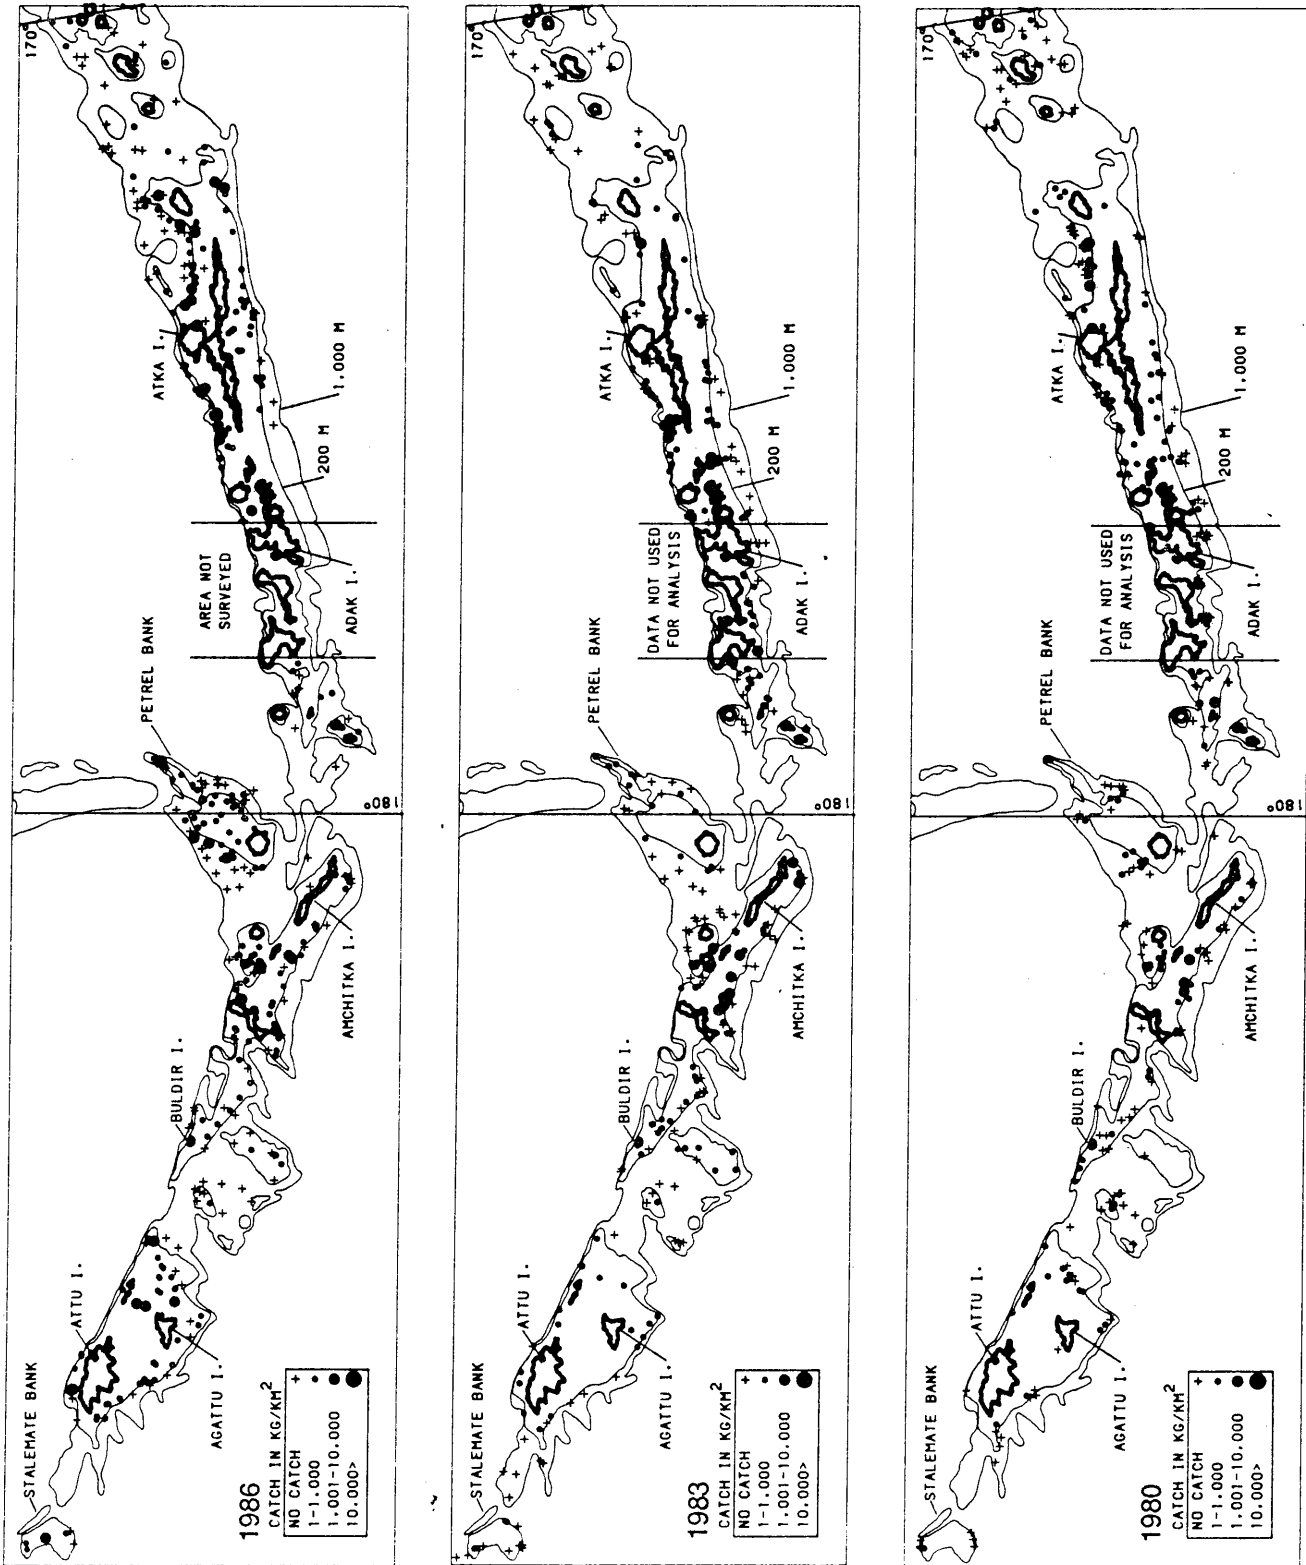 170°
ATKA I.
1.000 M
200 M
AREA NOT
SURVEYED
ADAK I.
PETREL BANK
180°
AMCHITKA I.
BULDIR I.
ATTU I.
AGATTU I.
STALEMATE BANK
1986
CATCH IN KG/KM²
NO CATCH +
1-1.000
1.001-10.000
10.000>
170°
ATKA I.
1.000 M
200 M
DATA NOT USED
FOR ANALYSIS
ADAK I.
PETREL BANK
180°
AMCHITKA I.
BULDIR I.
ATTU I.
AGATTU I.
STALEMATE BANK
1983
CATCH IN KG/KM²
NO CATCH +
1-1.000
1.001-10.000
10.000>
170°
ATKA I.
1.000 M
200 M
DATA NOT USED
FOR ANALYSIS
ADAK I.
PETREL BANK
180°
AMCHITKA I.
BULDIR I.
ATTU I.
AGATTU I.
STALEMATE BANK
1980
CATCH IN KG/KM²
NO CATCH +
1-1.000
1.001-10.000
10.000>